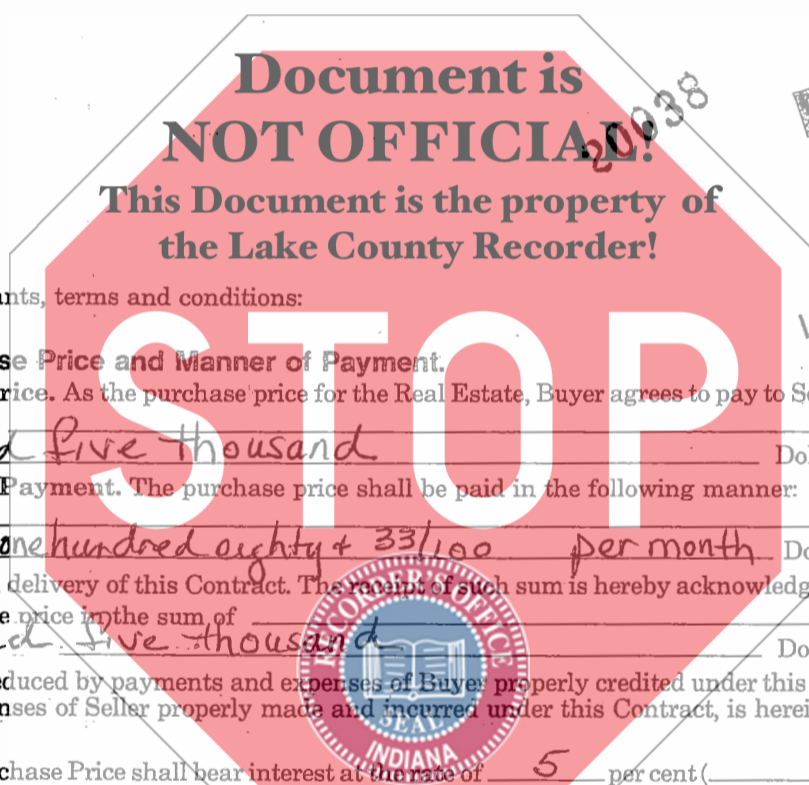 Document is
NOT OFFICIAL!
20038
This Document is the property of
the Lake County Recorder!
nts, terms and conditions:
STOP
se Price and Manner of Payment.
rice. As the purchase price for the Real Estate, Buyer agrees to pay to Se
d five thousand Dol
Payment. The purchase price shall be paid in the following manner:
one hundred eighty & 33/100 per month Do
delivery of this Contract. The receipt of such sum is hereby acknowledg
e price in the sum of
d five thousand Do
educed by payments and expenses of Buyer properly credited under this
nses of Seller properly made and incurred under this Contract, is herei
RECORDER'S OFFICE
SEAL
INDIANA
chase Price shall bear interest at the rate of 5 per cent (